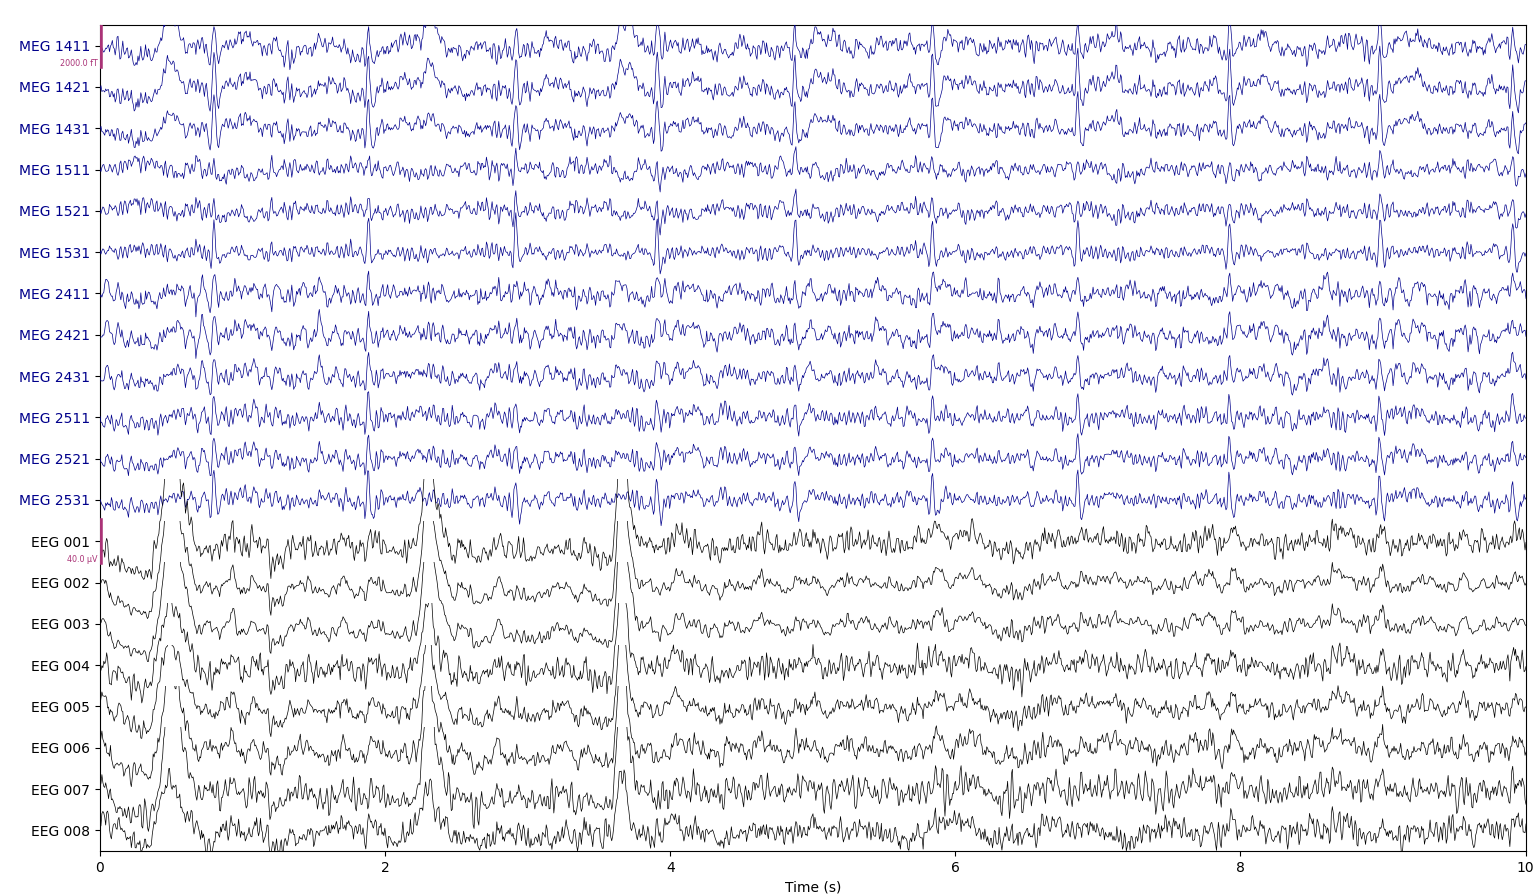 MEG 1411
2000.0 fT
MEG 1421
MEG 1431
MEG 1511
MEG 1521
MEG 1531
MEG 2411
MEG 2421
MEG 2431
MEG 2511
MEG 2521
MEG 2531
EEG 001
40.0 µV
EEG 002
EEG 003
EEG 004
EEG 005
EEG 006
EEG 007
EEG 008
0 2 4 6 8 10
Time (s)